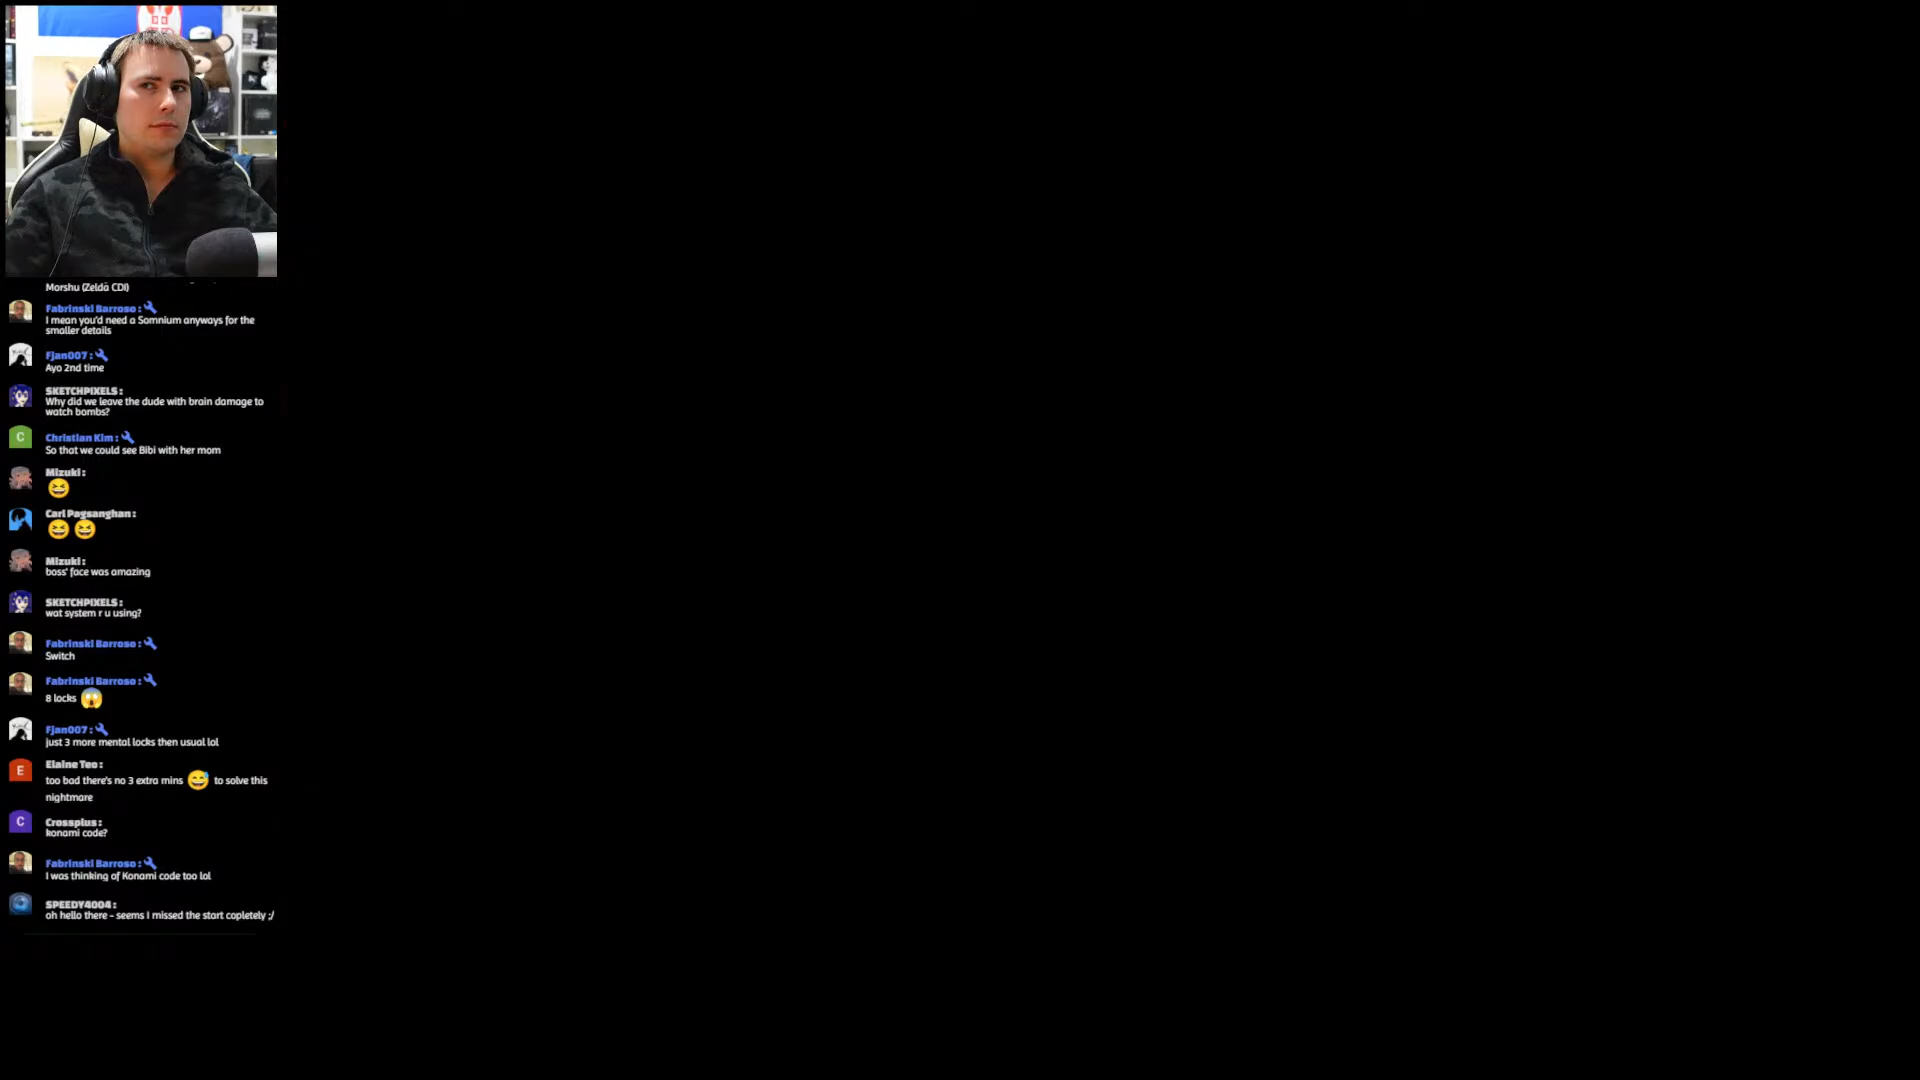 Morshu (Zelda CDI)
Fabrinski Barroso :
I mean you'd need a Somnium anyways for the
smaller details
Fjan007 :
Ayo 2nd time
SKETCHPIXELS :
Why did we leave the dude with brain damage to
watch bombs?
C
Christian Kim :
So that we could see Bibi with her mom
Mizuki :
😆
Carl Pagsanghan :
😆😆
Mizuki :
boss' face was amazing
SKETCHPIXELS :
wat system r u using?
Fabrinski Barroso :
Switch
Fabrinski Barroso :
8 locks 😱
Fjan007 :
just 3 more mental locks then usual lol
E
Elaine Teo :
too bad there's no 3 extra mins 😅 to solve this
nightmare
C
Crossplus :
konami code?
Fabrinski Barroso :
I was thinking of Konami code too lol
SPEEDY4004 :
oh hello there - seems I missed the start copletely ;/